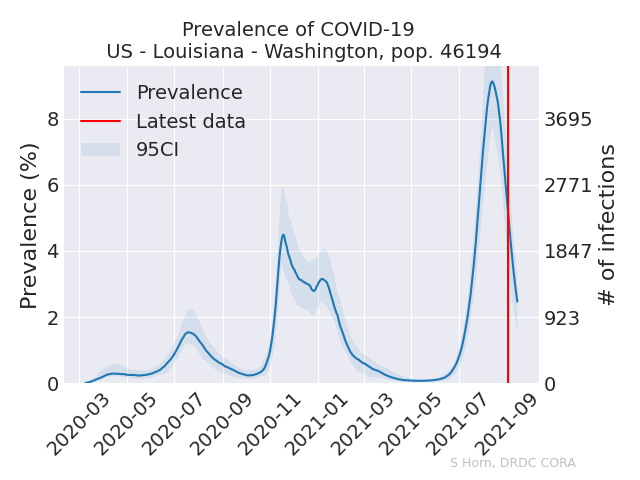 Prevalence of COVID-19
US - Louisiana - Washington, pop. 46194
Prevalence
Latest data
95CI
Prevalence (%)
8
6
4
2
0
3695
2771
1847
923
0
# of infections
2020-03
2020-05
2020-07
2020-09
2020-11
2021-01
2021-03
2021-05
2021-07
2021-09
S Horn, DRDC CORA